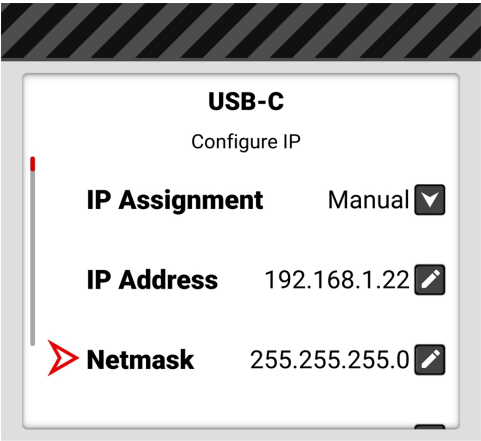 USB-C
Configure IP
IP Assignment Manual
IP Address 192.168.1.22
Netmask 255.255.255.0